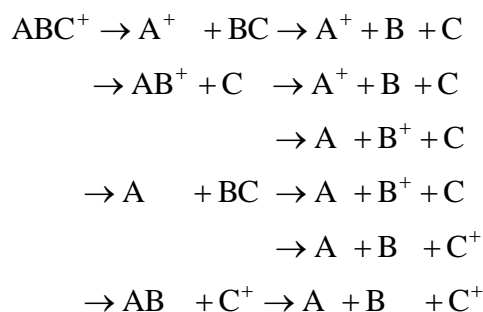 ABC⁺ → A⁺ + BC → A⁺ + B + C
→ AB⁺ + C → A⁺ + B + C
→ A + B⁺ + C
→ A + BC → A + B⁺ + C
→ A + B + C⁺
→ AB + C⁺ → A + B + C⁺